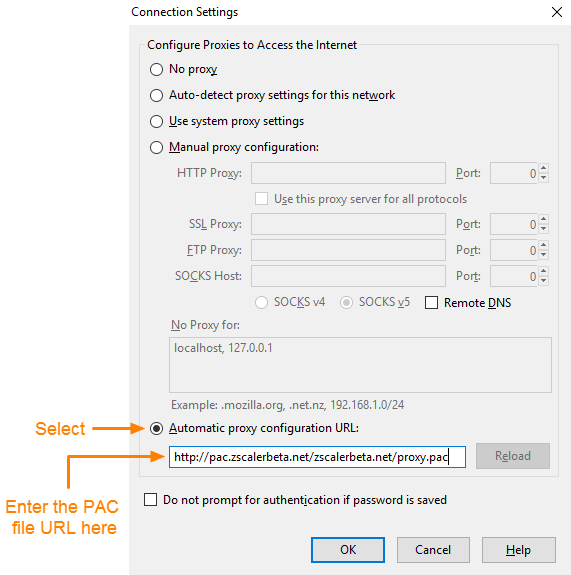 Connection Settings
Configure Proxies to Access the Internet
No proxy
Auto-detect proxy settings for this network
Use system proxy settings
Manual proxy configuration:
HTTP Proxy: Port: 0
Use this proxy server for all protocols
SSL Proxy: Port: 0
FTP Proxy: Port: 0
SOCKS Host: Port: 0
SOCKS v4 SOCKS v5 Remote DNS
No Proxy for:
localhost, 127.0.0.1
Example: .mozilla.org, .net.nz, 192.168.1.0/24
Select Automatic proxy configuration URL:
http://pac.zscalerbeta.net/zscalerbeta.net/proxy.pac Reload
Enter the PAC
file URL here
Do not prompt for authentication if password is saved
OK Cancel Help